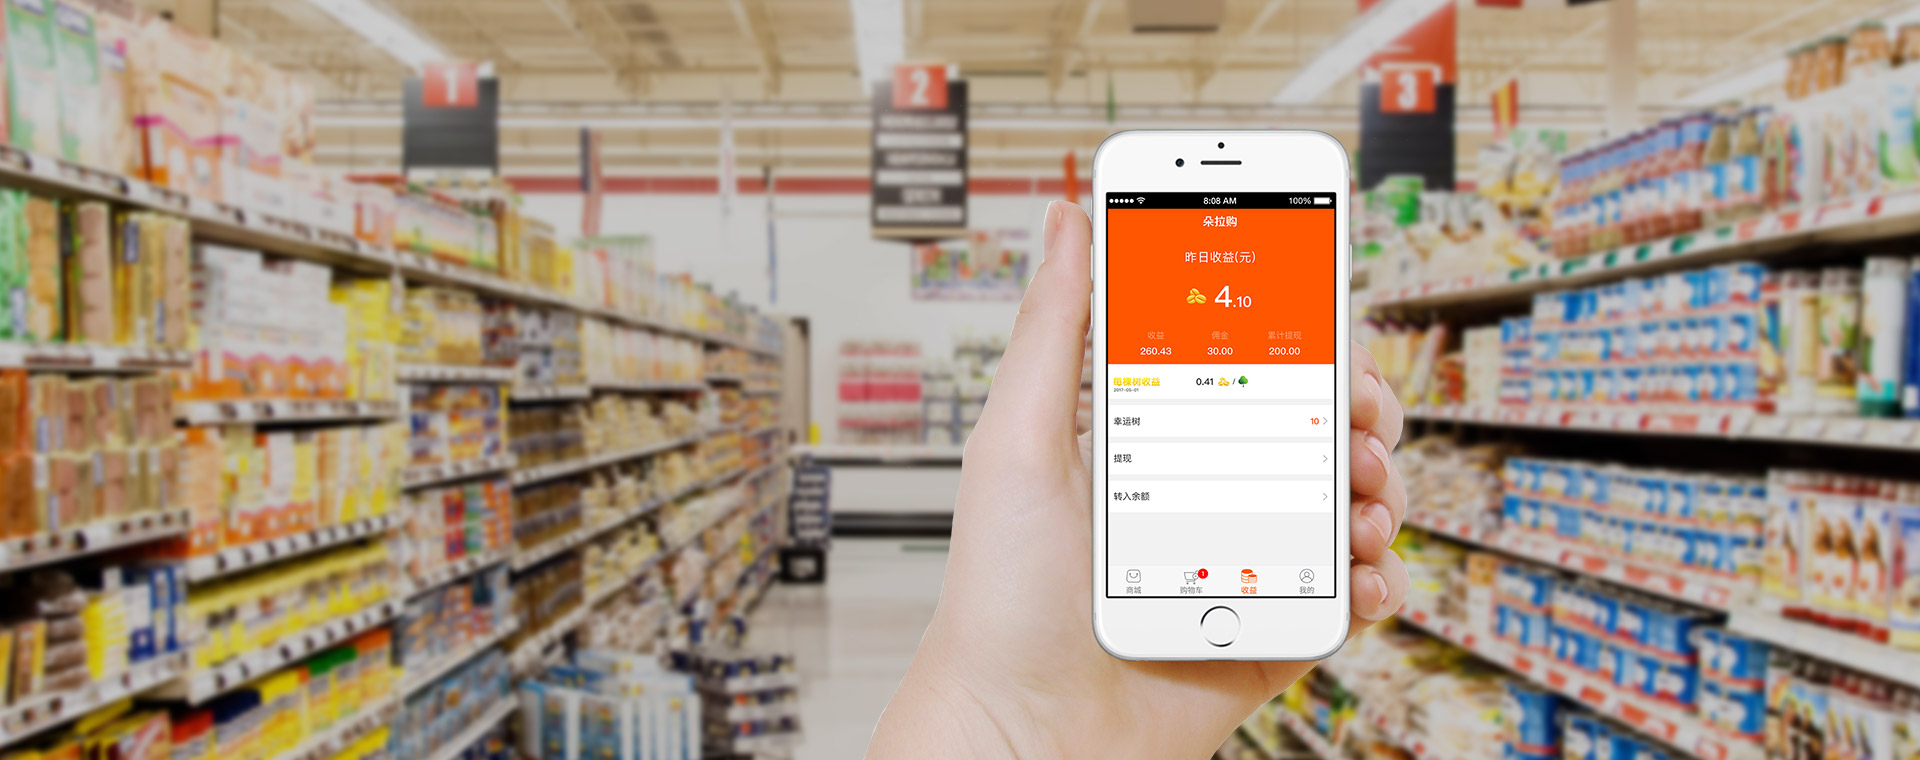 1
2
3
8:08 AM
100%
朵拉购
昨日收益(元)
4.10
收益 佣金 累计提现
260.43 30.00 200.00
每棵树收益 0.41 /
2017-05-01
幸运树 10
提现
转入余额
1
商城 购物车 收益 我的